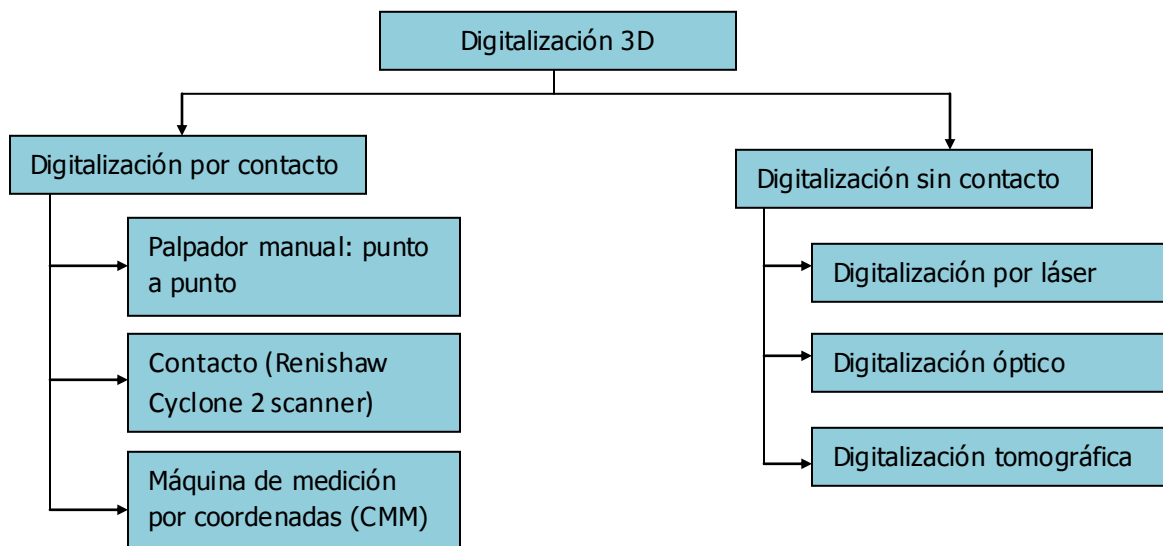 Digitalización 3D
Digitalización por contacto
Palpador manual: punto
a punto
Contacto (Renishaw
Cyclone 2 scanner)
Máquina de medición
por coordenadas (CMM)
Digitalización sin contacto
Digitalización por láser
Digitalización óptico
Digitalización tomográfica